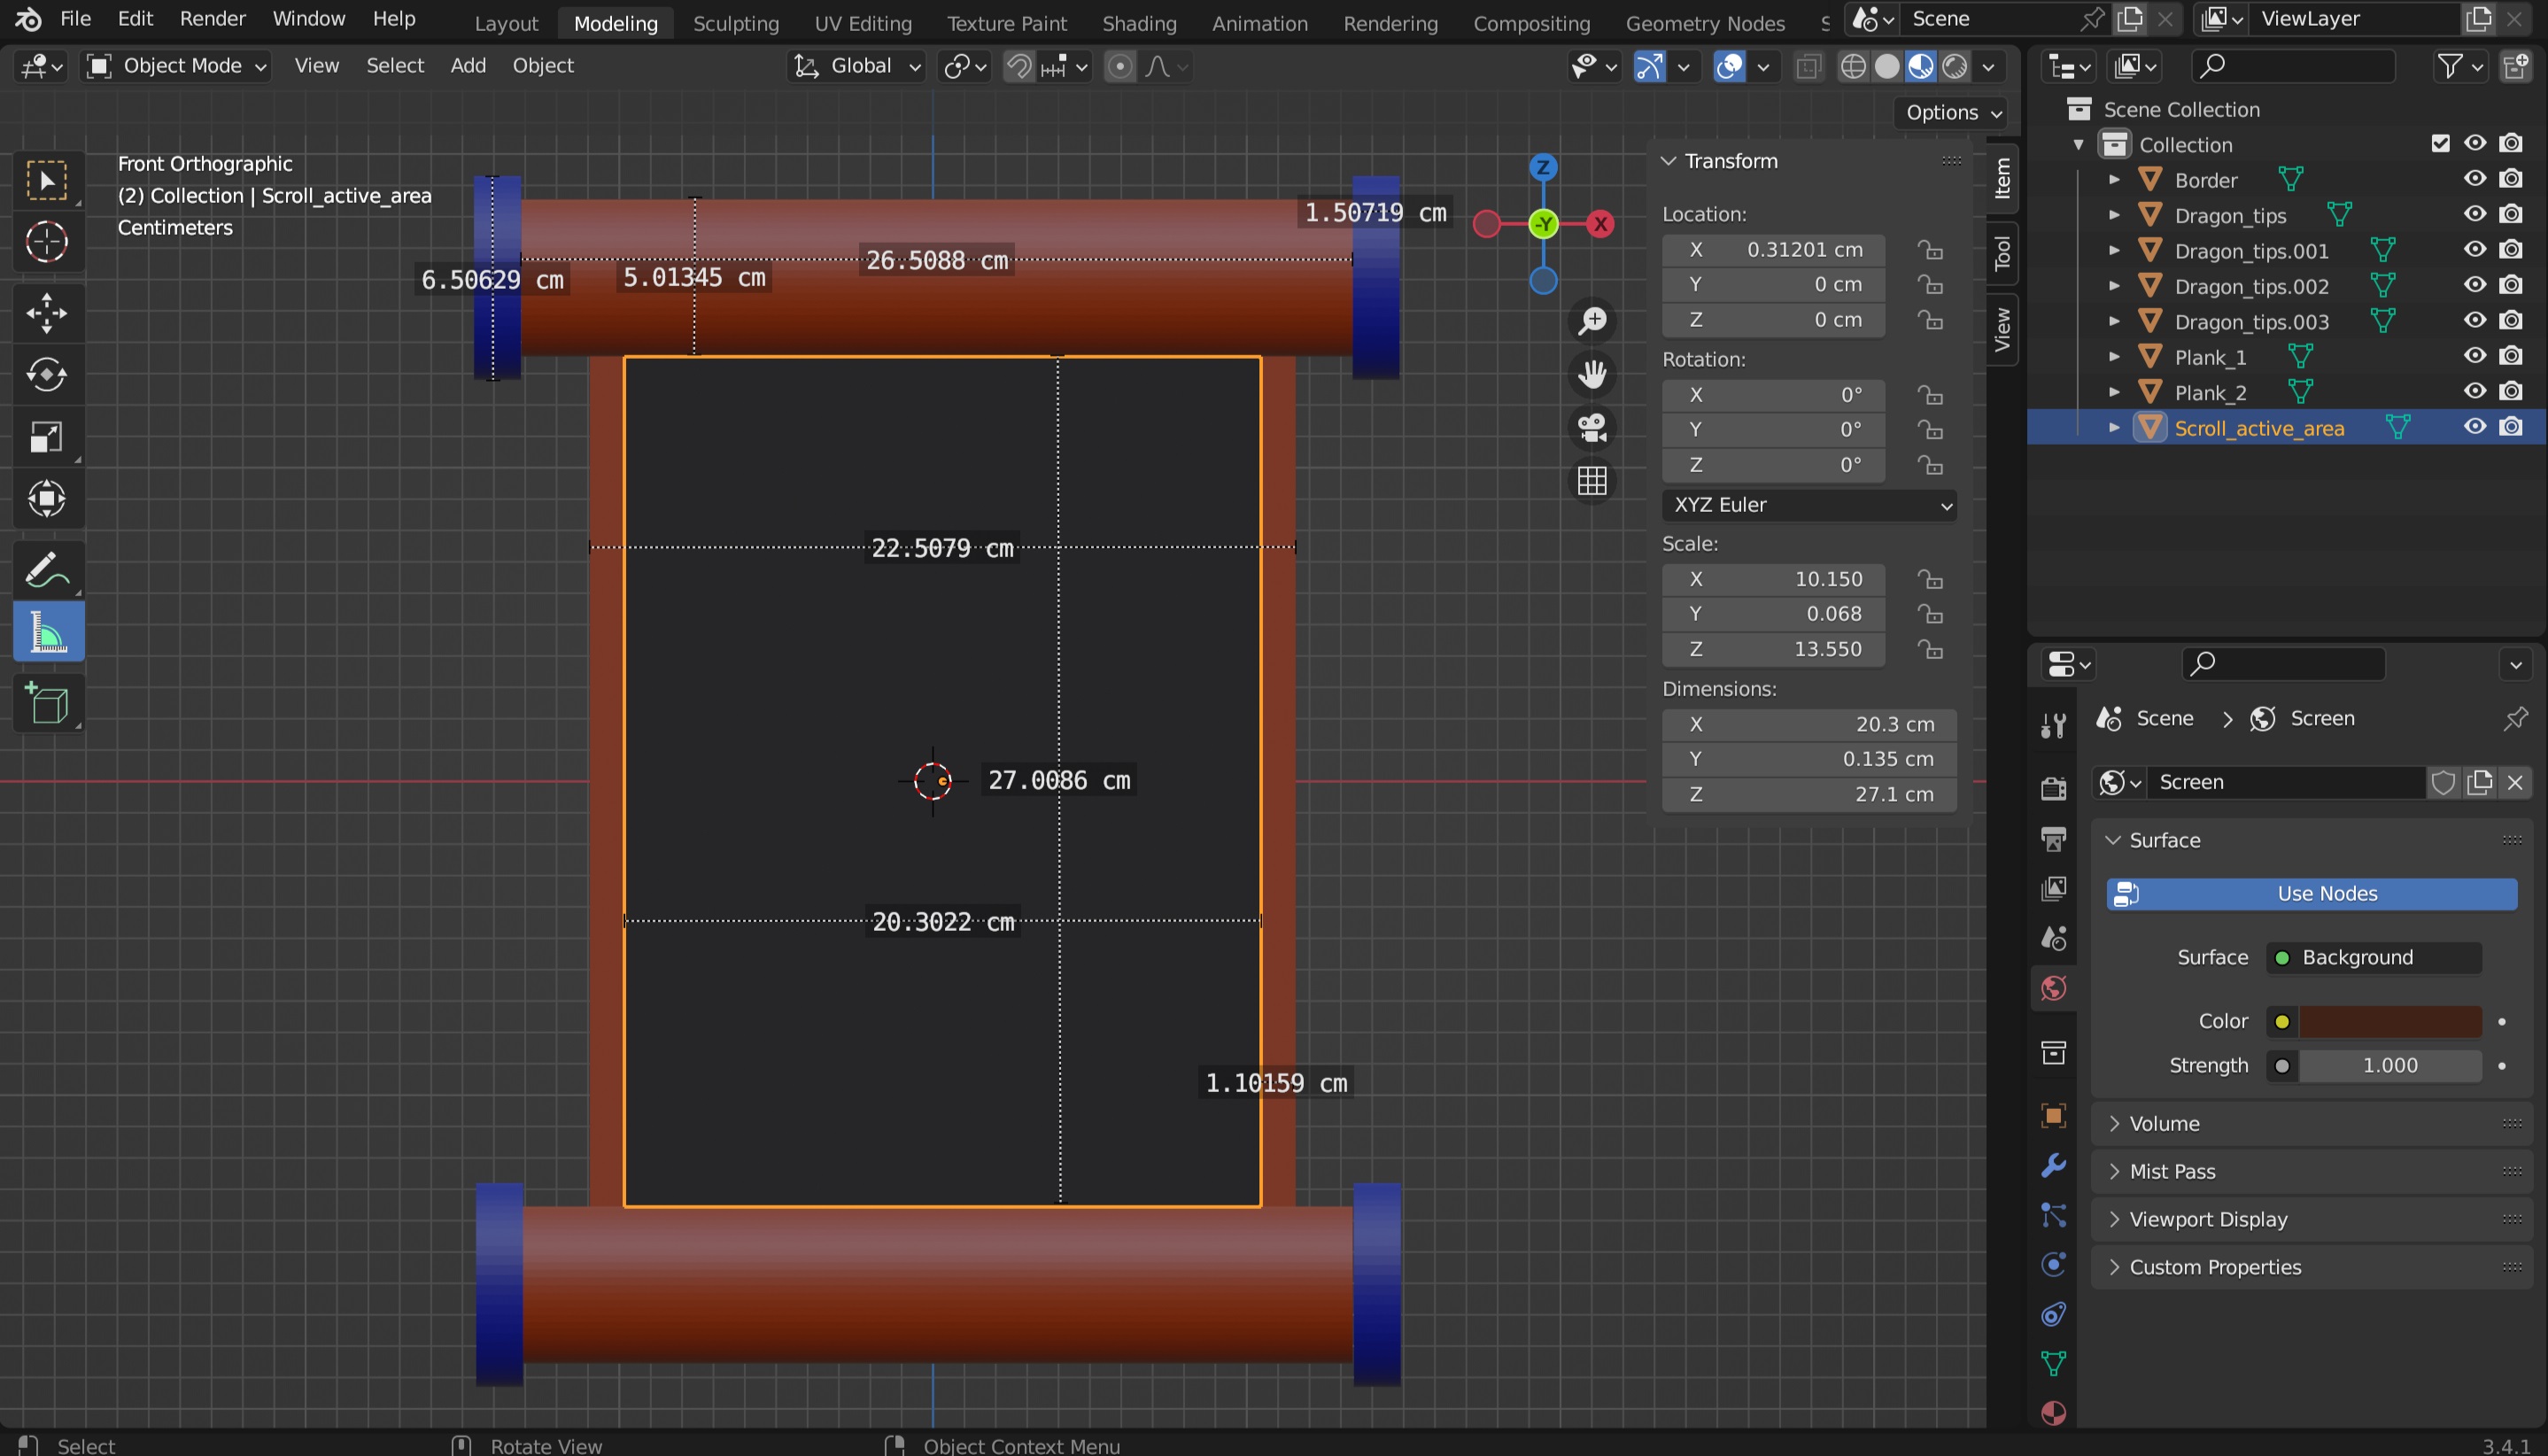 File Edit Render Window Help Layout Modeling Sculpting UV Editing Texture Paint Shading Animation Rendering Compositing Geometry Nodes Scene ViewLayer
Object Mode View Select Add Object Global
Options
Front Orthographic
(2) Collection | Scroll_active_area
Centimeters
1.50719 cm
26.5088 cm
6.50629 cm
5.01345 cm
22.5079 cm
27.0086 cm
20.3022 cm
1.10159 cm
Z
-Y
X
Item
Tool
View
Transform
Location:
X 0.31201 cm
Y 0 cm
Z 0 cm
Rotation:
X 0°
Y 0°
Z 0°
XYZ Euler
Scale:
X 10.150
Y 0.068
Z 13.550
Dimensions:
X 20.3 cm
Y 0.135 cm
Z 27.1 cm
Scene Collection
Collection
Border
Dragon_tips
Dragon_tips.001
Dragon_tips.002
Dragon_tips.003
Plank_1
Plank_2
Scroll_active_area
Scene > Screen
Screen
Surface
Use Nodes
Surface Background
Color
Strength 1.000
Volume
Mist Pass
Viewport Display
Custom Properties
Select Rotate View Object Context Menu 3.4.1